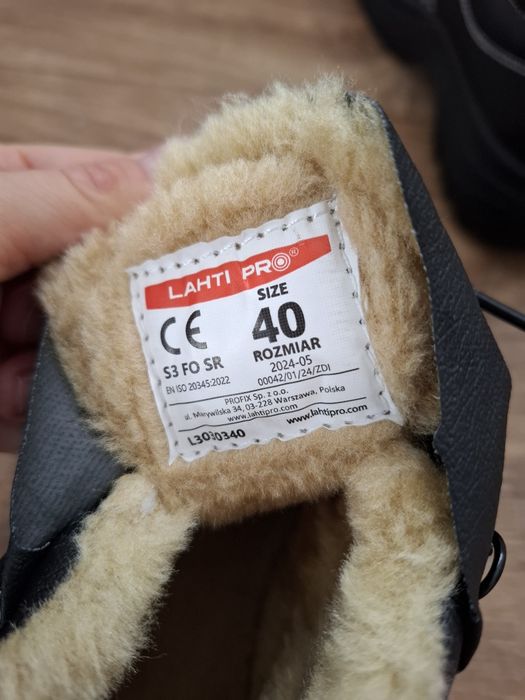 LAHTI PRO®
CE
SIZE
40
ROZMIAR
S3 FO SR
EN ISO 20345:2022
2024-05
00042/01/24/ZDI
PROFIX Sp. z o.o.
ul. Marywilska 34, 03-228 Warszawa, Polska
www.lahtipro.com
L3030340
www.lahtipro.com